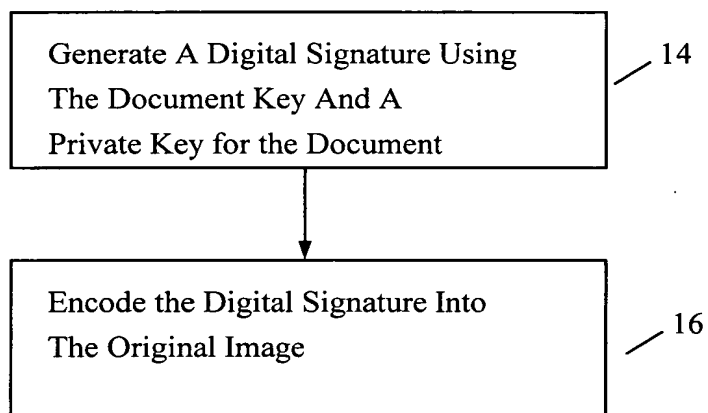 Generate A Digital Signature Using
The Document Key And A
Private Key for the Document
14
Encode the Digital Signature Into
The Original Image
16